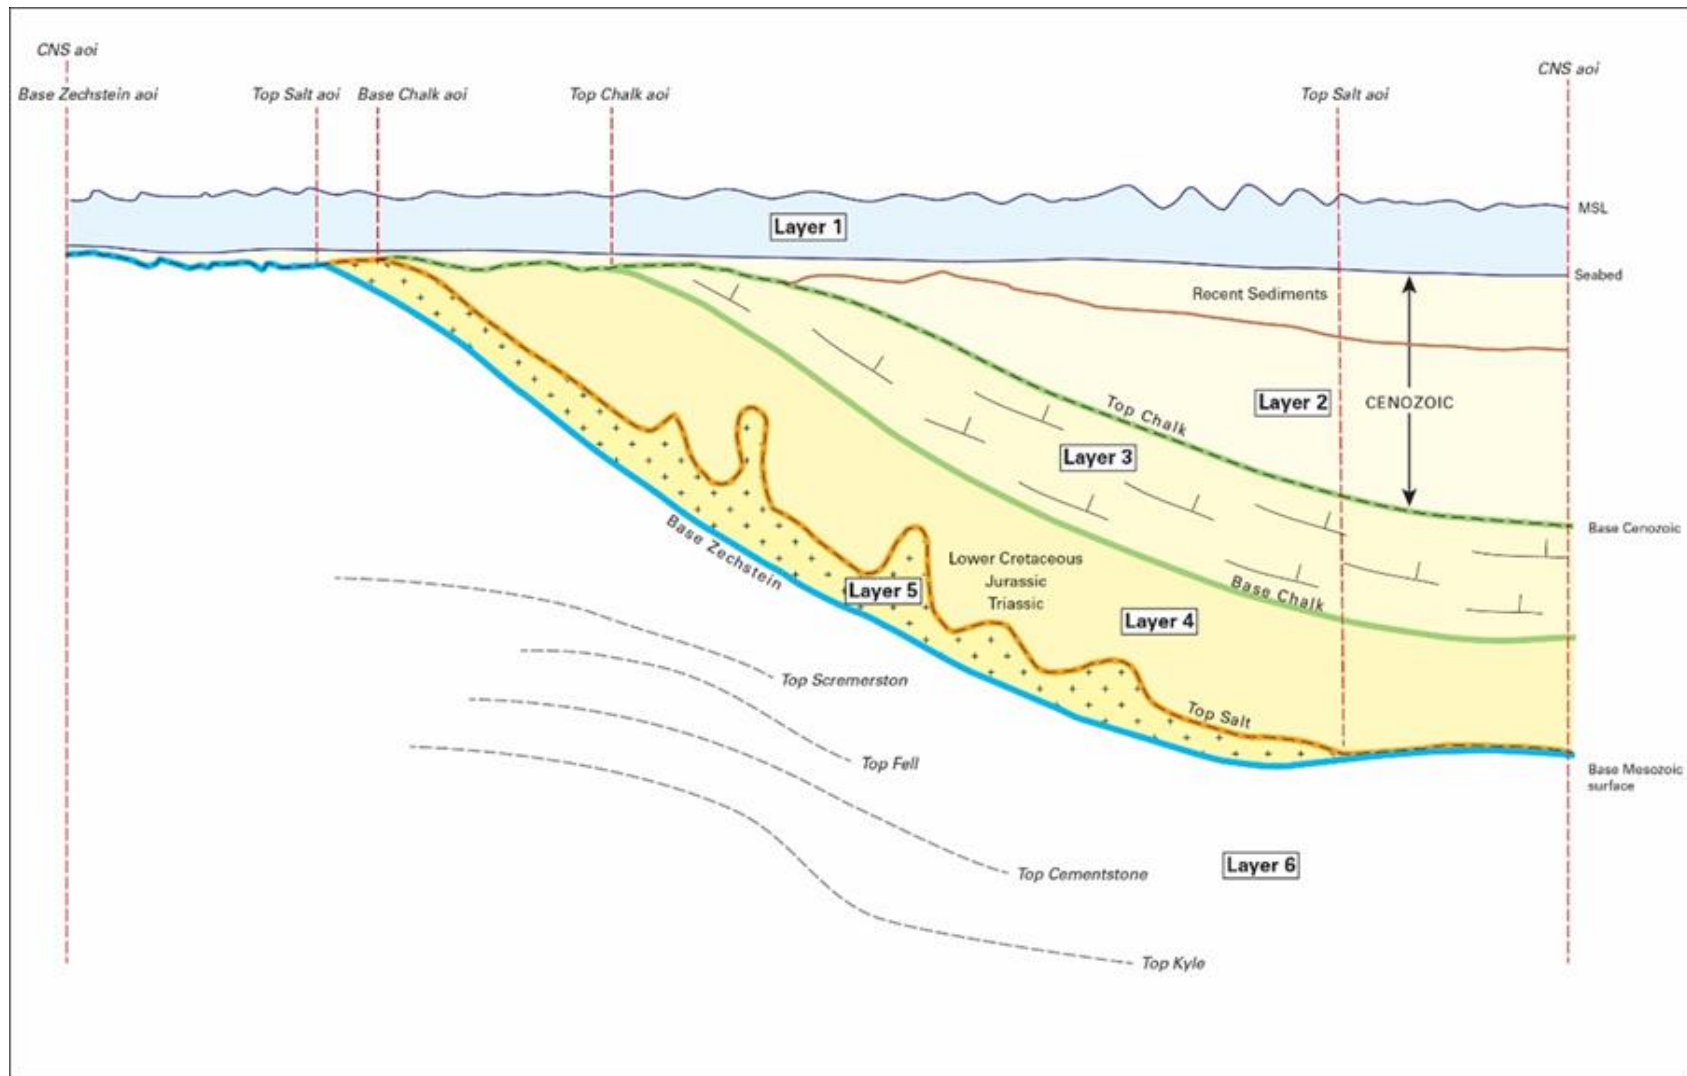 CNS aoi
CNS aoi
Base Zechstein aoi
Top Salt aoi
Base Chalk aoi
Top Chalk aoi
Top Salt aoi
MSL
Layer 1
Seabed
Recent Sediments
Layer 2
CENOZOIC
Top Chalk
Layer 3
Base Cenozoic
Base Zechstein
Lower Cretaceous
Jurassic
Triassic
Layer 5
Base Chalk
Layer 4
Top Scremerston
Top Salt
Top Fell
Base Mesozoic
surface
Layer 6
Top Cementstone
Top Kyle